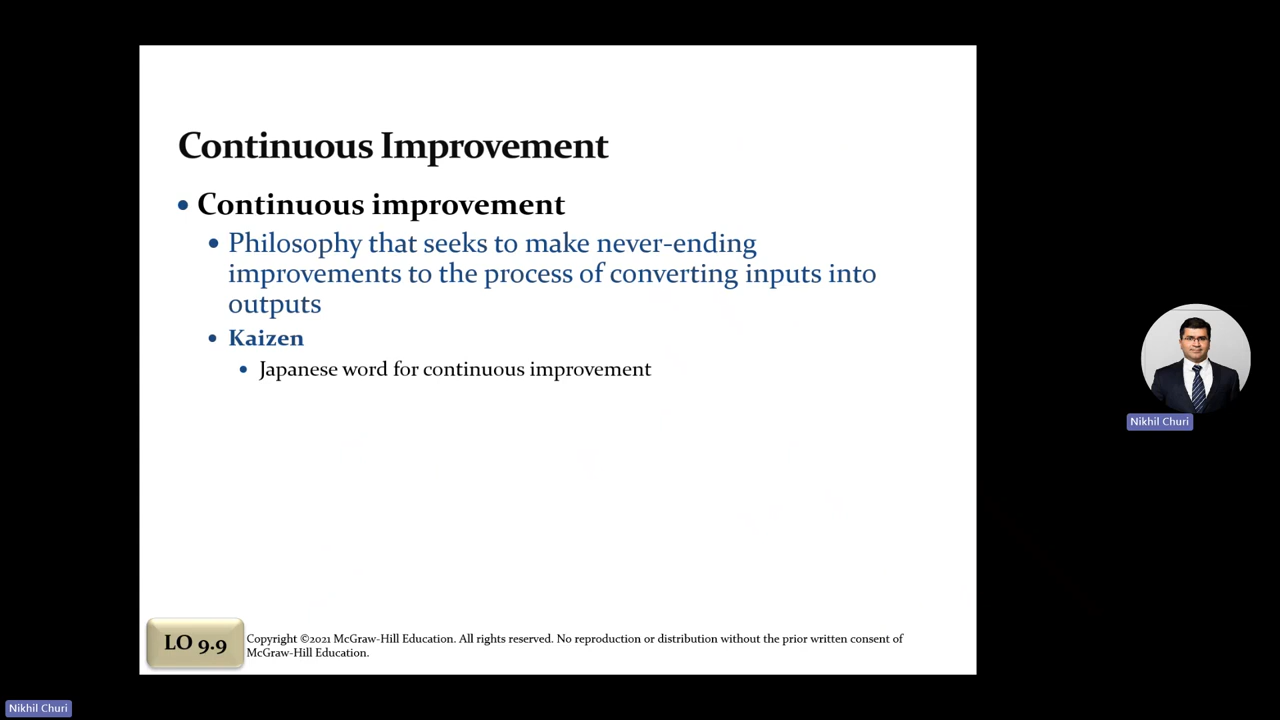 Continuous Improvement
• Continuous improvement
• Philosophy that seeks to make never-ending
improvements to the process of converting inputs into
outputs
• Kaizen
• Japanese word for continuous improvement
Nikhil Churi
LO 9.9
Copyright ©2021 McGraw-Hill Education. All rights reserved. No reproduction or distribution without the prior written consent of
McGraw-Hill Education.
Nikhil Churi